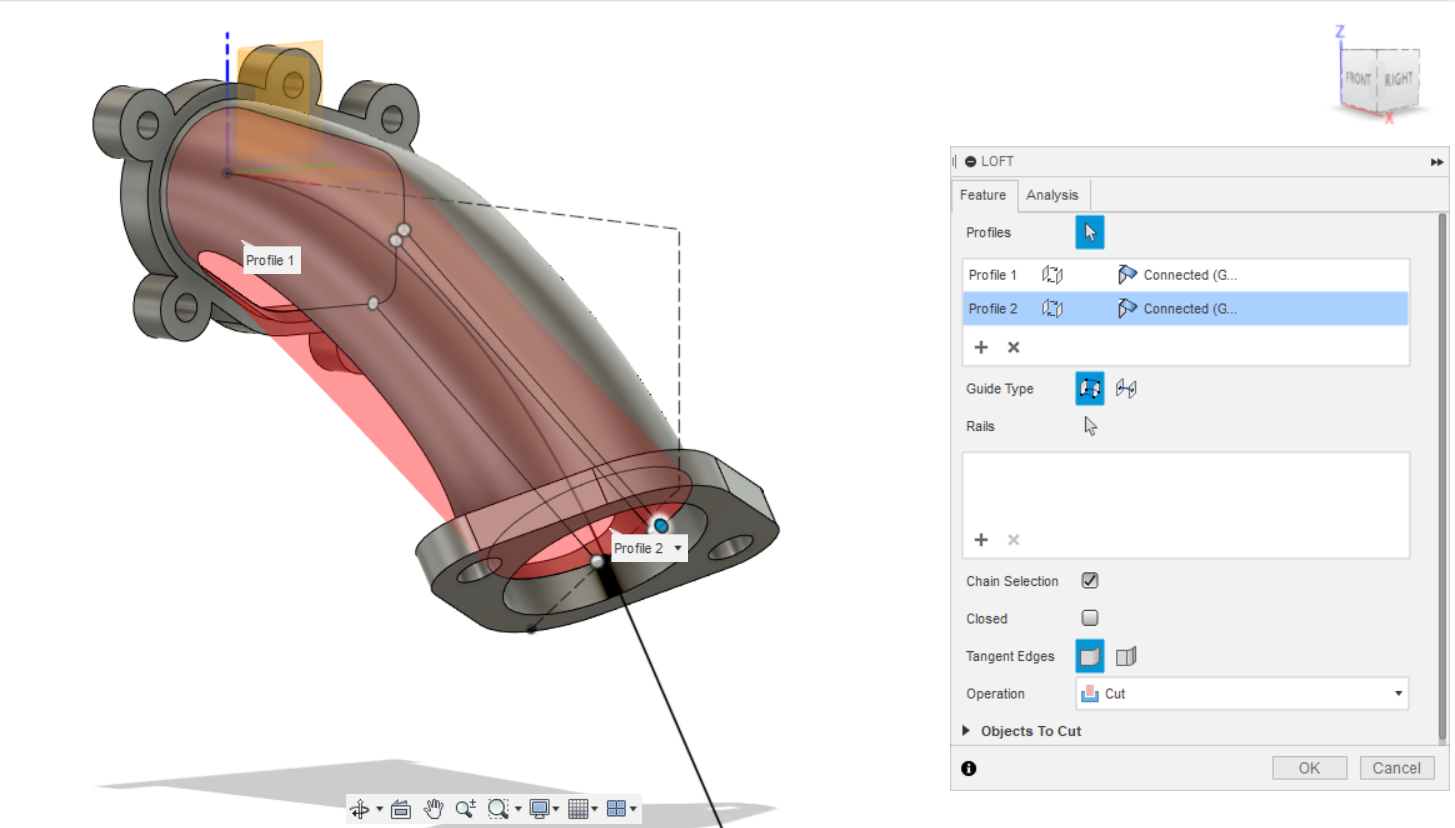 Z
FRONT
RIGHT
X
LOFT
Feature
Analysis
Profiles
Profile 1
Connected (G...
Profile 2
Connected (G...
Guide Type
Rails
Chain Selection
Closed
Tangent Edges
Operation
Cut
Objects To Cut
OK
Cancel
Profile 1
Profile 2